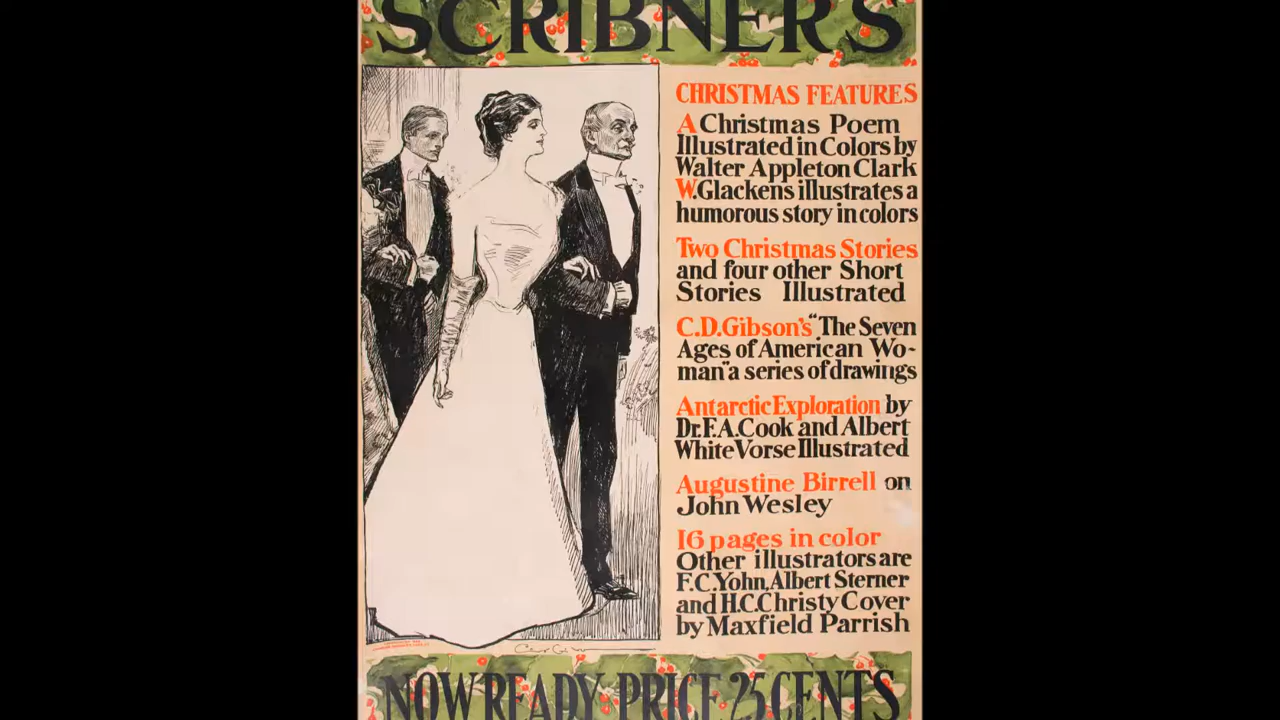 SCRIBNER'S
CHRISTMAS FEATURES
A Christmas Poem
Illustrated in Colors by
Walter Appleton Clark
W. Glackens illustrates a
humorous story in colors
Two Christmas Stories
and four other Short
Stories Illustrated
C.D. Gibson's "The Seven
Ages of American Wo-
man" a series of drawings
Antarctic Exploration by
Dr. F.A. Cook and Albert
White Vorse Illustrated
Augustine Birrell on
John Wesley
16 pages in color
Other illustrators are
F.C. Yohn, Albert Sterner
and H.C. Christy Cover
by Maxfield Parrish
NOW READY PRICE 25 CENTS